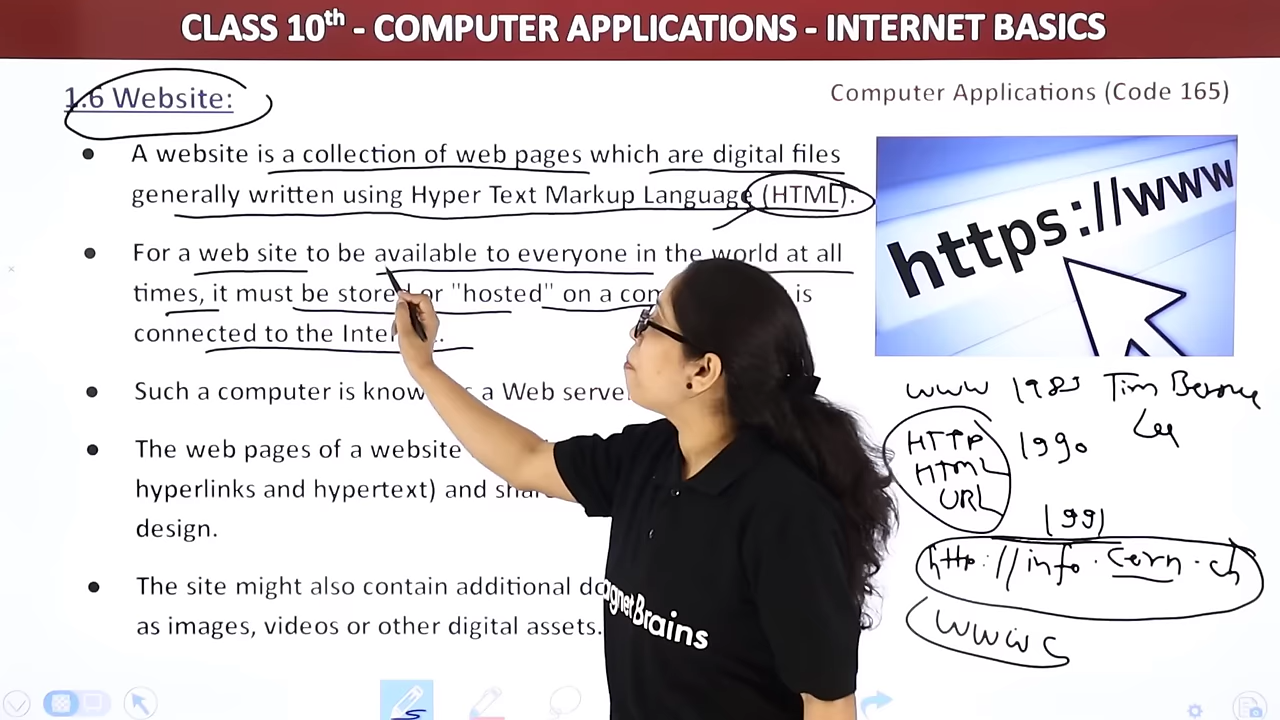 CLASS 10th - COMPUTER APPLICATIONS - INTERNET BASICS
1.6 Website:
Computer Applications (Code 165)
● A website is a collection of web pages which are digital files
generally written using Hyper Text Markup Language (HTML).
● For a web site to be available to everyone in the world at all
times, it must be stored or "hosted" on a is
connected to the
● Such a computer is a Web
● The web pages of a website
hyperlinks and hypertext) and
design.
● The site might also contain additional
as images, videos or other digital assets.
https://www
www 1989 Tim
Lee
HTTP 1990
HTML
URL
1991
http://info.cern.ch
WWWC
Brains